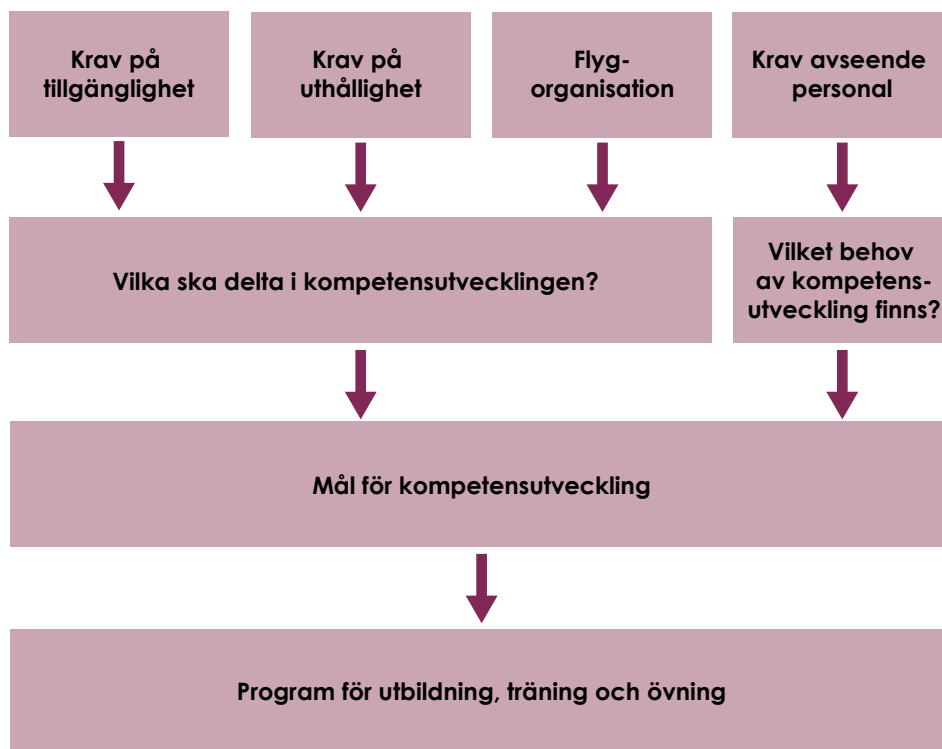 Krav på
tillgänglighet
Krav på
uthållighet
Flyg-
organisation
Krav avseende
personal
Vilka ska delta i kompetensutvecklingen?
Vilket behov
av kompetens-
utveckling finns?
Mål för kompetensutveckling
Program för utbildning, träning och övning